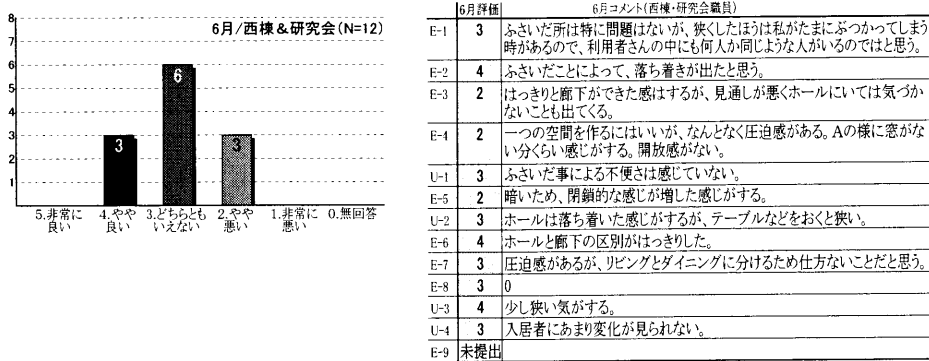 6月/西棟&研究会(N=12)
8
7
6
5
4
3
2
1
3
6
3
5.非常に
良い
4.やや
良い
3.どちらとも
いえない
2.やや
悪い
1.非常に
悪い
0.無回答
6月評価 6月コメント(西棟・研究会職員)
E-1 3 ふさいだ所は特に問題はないが、狭くしたほうは私がたまにぶつかってしまう
時があるので、利用者さんの中にも何人か同じような人がいるのではと思う。
E-2 4 ふさいだことによって、落ち着きが出たと思う。
E-3 2 はっきりと廊下ができた感はするが、見通しが悪くホールにいては気づか
ないことも出てくる。
E-4 2 一つの空間を作るにはいいが、なんとなく圧迫感がある。Aの様に窓がな
い分くらい感じがする。開放感がない。
U-1 3 ふさいだ事による不便さは感じていない。
E-5 2 暗いため、閉鎖的な感じが増した感じがする。
U-2 3 ホールは落ち着いた感じがするが、テーブルなどをおくと狭い。
E-6 4 ホールと廊下の区別がはっきりした。
E-7 3 圧迫感があるが、リビングとダイニングに分けるため仕方ないことだと思う。
E-8 3 0
U-3 4 少し狭い気がする。
U-4 3 入居者にあまり変化が見られない。
E-9 未提出